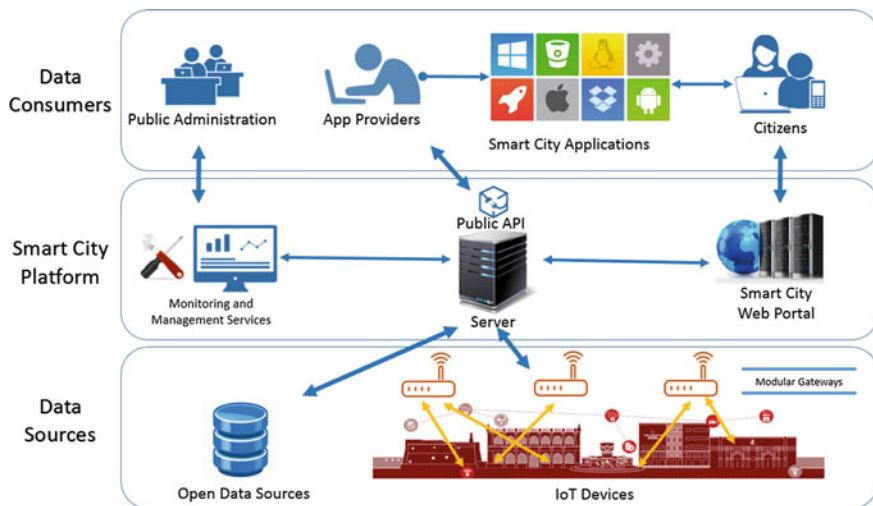 Data
Consumers
Public Administration
App Providers
Smart City Applications
Citizens
Smart City
Platform
Public API
Monitoring and
Management Services
Server
Smart City
Web Portal
Data
Sources
Modular Gateways
Open Data Sources
IoT Devices